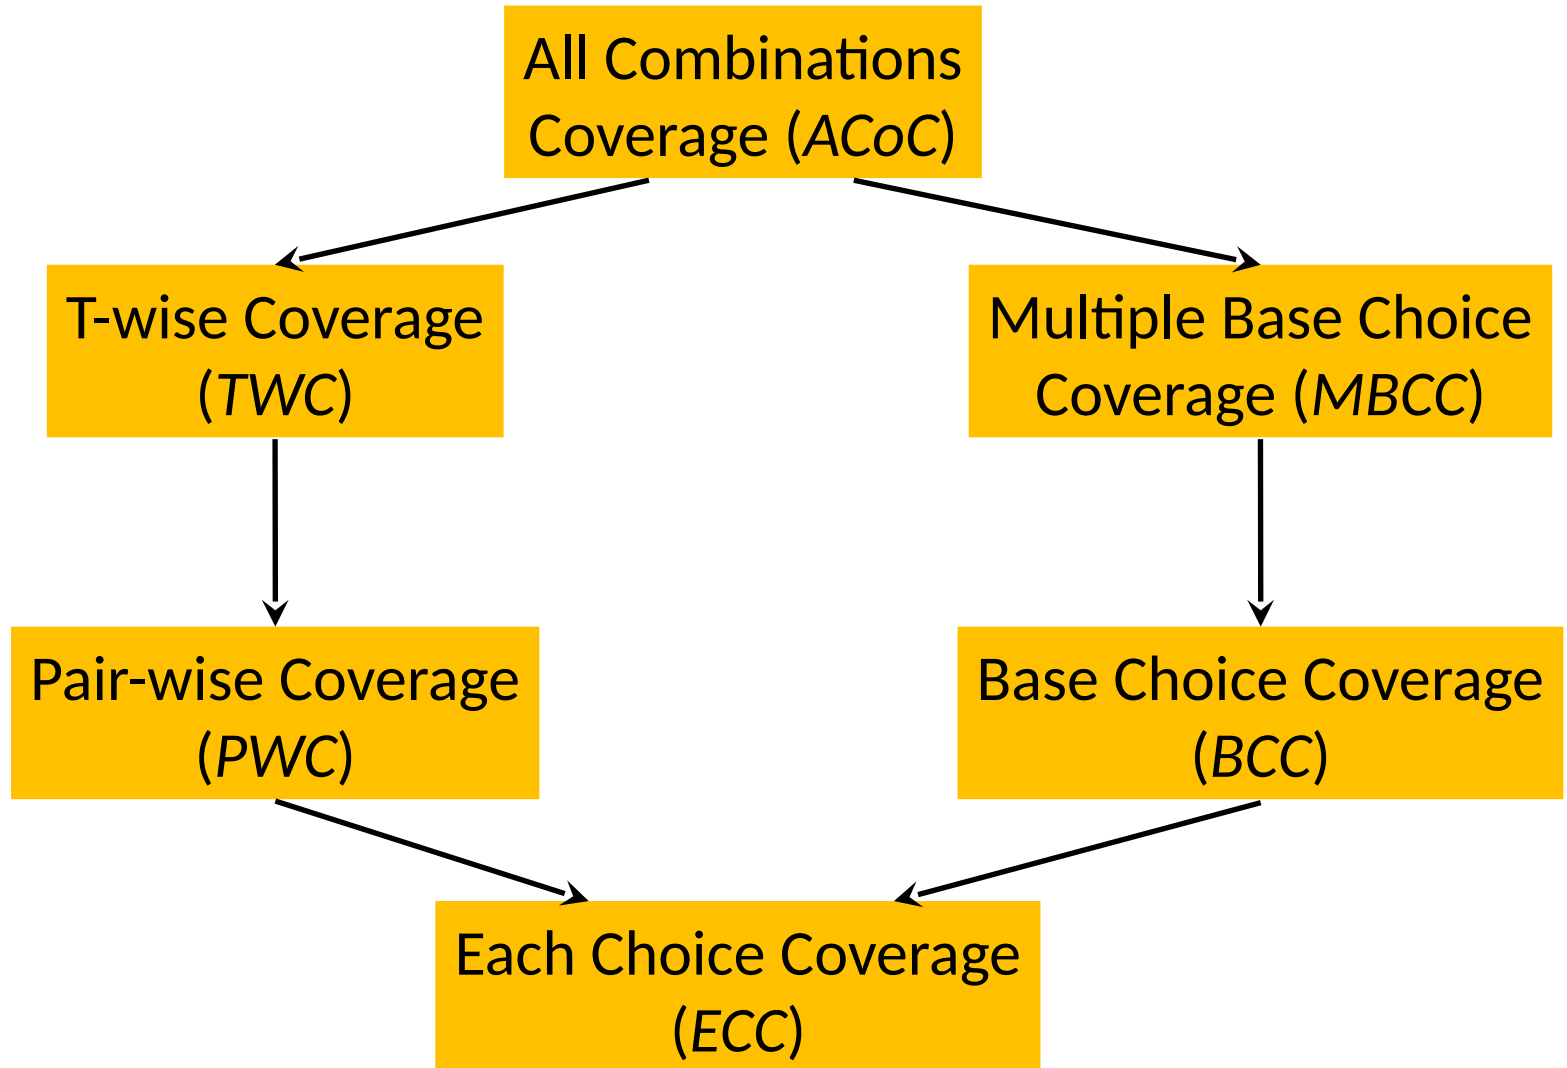 All Combinations
Coverage (ACoC)
T-wise Coverage
(TWC)
Multiple Base Choice
Coverage (MBCC)
Pair-wise Coverage
(PWC)
Base Choice Coverage
(BCC)
Each Choice Coverage
(ECC)